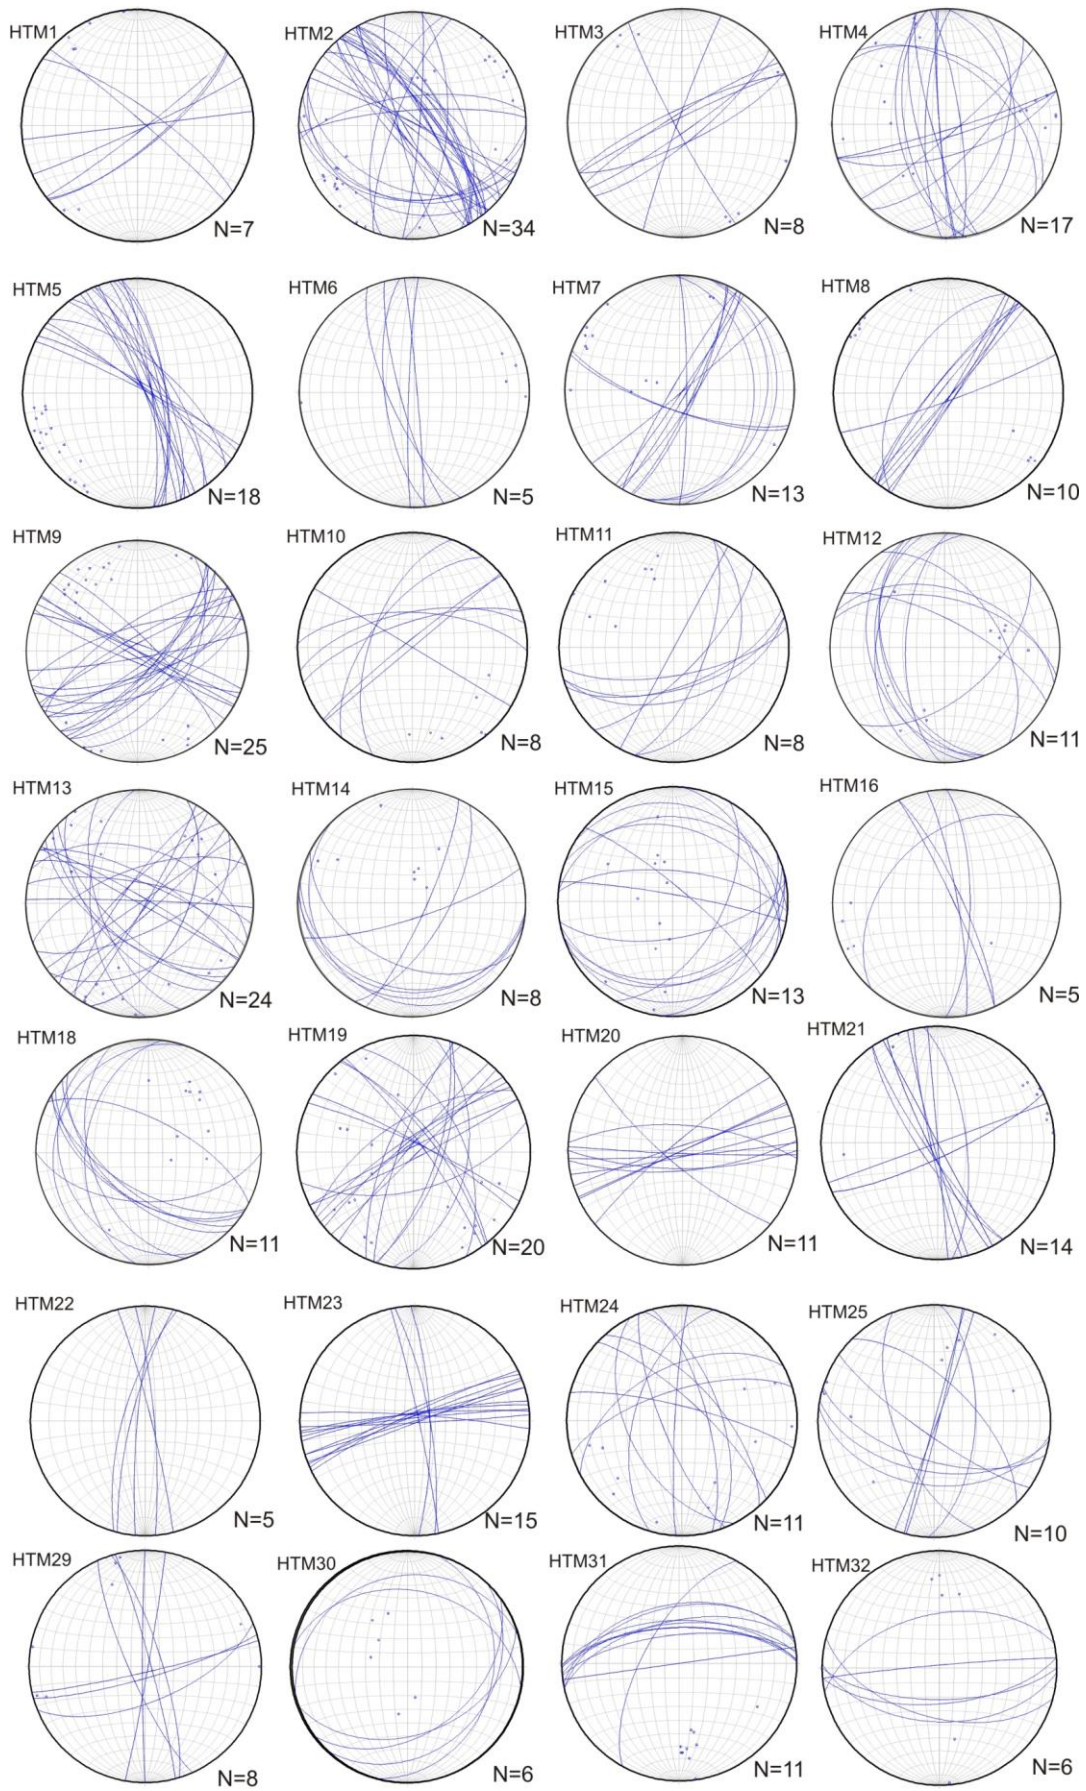 HTM1
N=7
HTM2
N=34
HTM3
N=8
HTM4
N=17
HTM5
N=18
HTM6
N=5
HTM7
N=13
HTM8
N=10
HTM9
N=25
HTM10
N=8
HTM11
N=8
HTM12
N=11
HTM13
N=24
HTM14
N=8
HTM15
N=13
HTM16
N=5
HTM18
N=11
HTM19
N=20
HTM20
N=11
HTM21
N=14
HTM22
N=5
HTM23
N=15
HTM24
N=11
HTM25
N=10
HTM29
N=8
HTM30
N=6
HTM31
N=11
HTM32
N=6